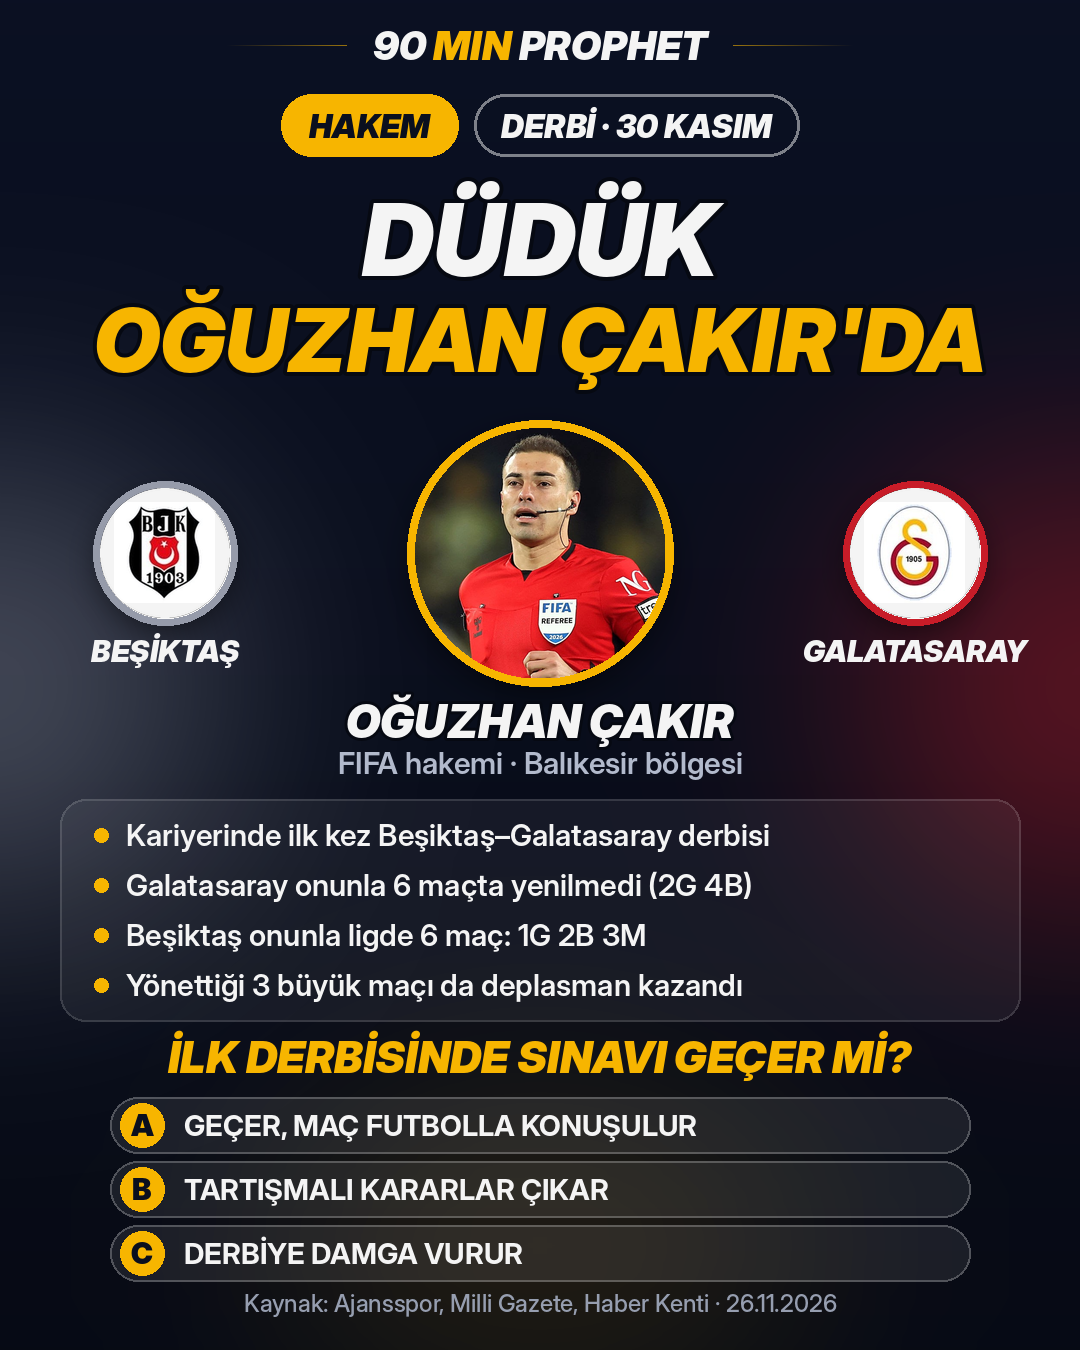 90 MIN PROPHET
HAKEM
DERBİ · 30 KASIM
DÜDÜK
OĞUZHAN ÇAKIR'DA
BJK
1903
FIFA
REFEREE
2026
1905
BEŞİKTAŞ
GALATASARAY
OĞUZHAN ÇAKIR
FIFA hakemi · Balıkesir bölgesi
Kariyerinde ilk kez Beşiktaş–Galatasaray derbisi
Galatasaray onunla 6 maçta yenilmedi (2G 4B)
Beşiktaş onunla ligde 6 maç: 1G 2B 3M
Yönettiği 3 büyük maçı da deplasman kazandı
İLK DERBİSİNDE SINAVI GEÇER Mİ?
A GEÇER, MAÇ FUTBOLLA KONUŞULUR
B TARTIŞMALI KARARLAR ÇIKAR
C DERBİYE DAMGA VURUR
Kaynak: Ajansspor, Milli Gazete, Haber Kenti · 26.11.2026